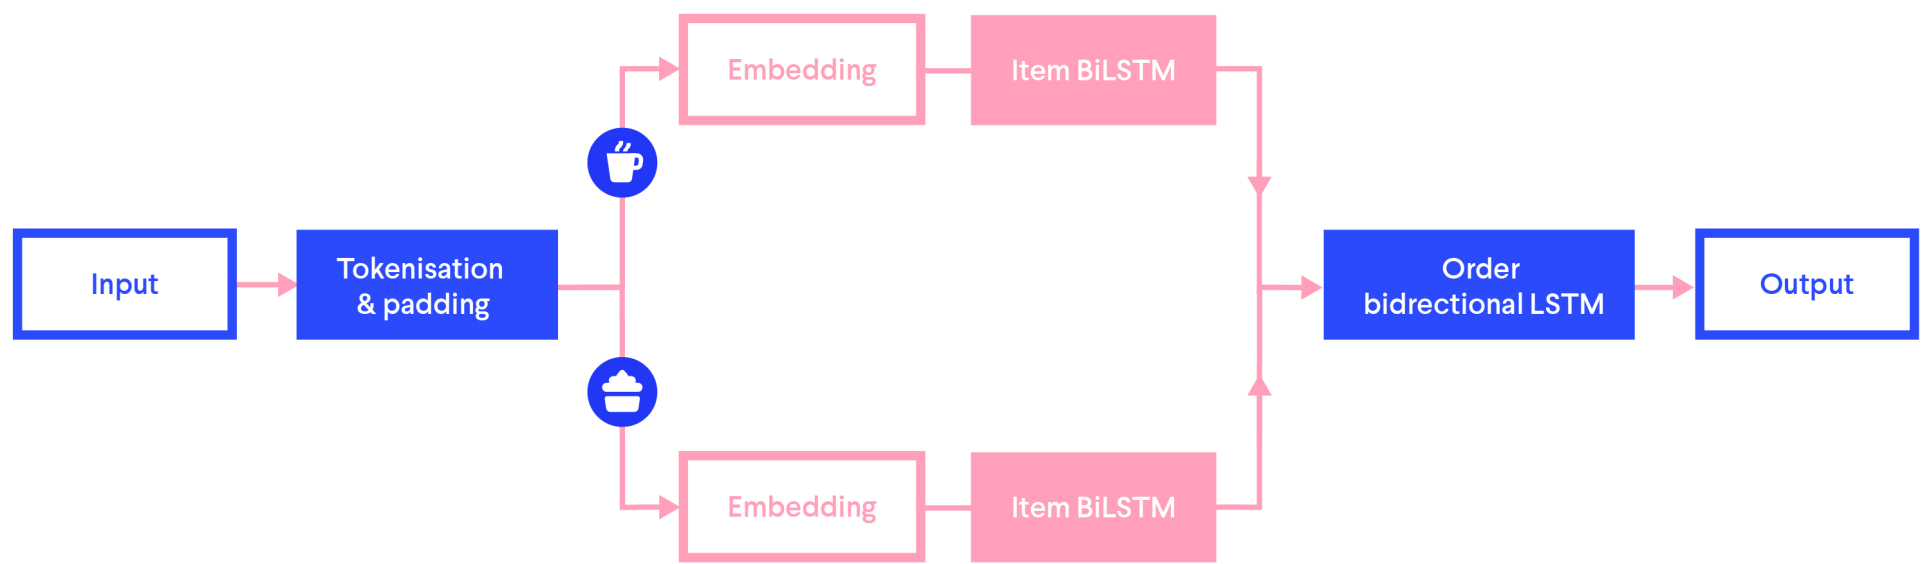 Input
Tokenisation
& padding
Embedding
Item BiLSTM
Embedding
Item BiLSTM
Order
bidrectional LSTM
Output